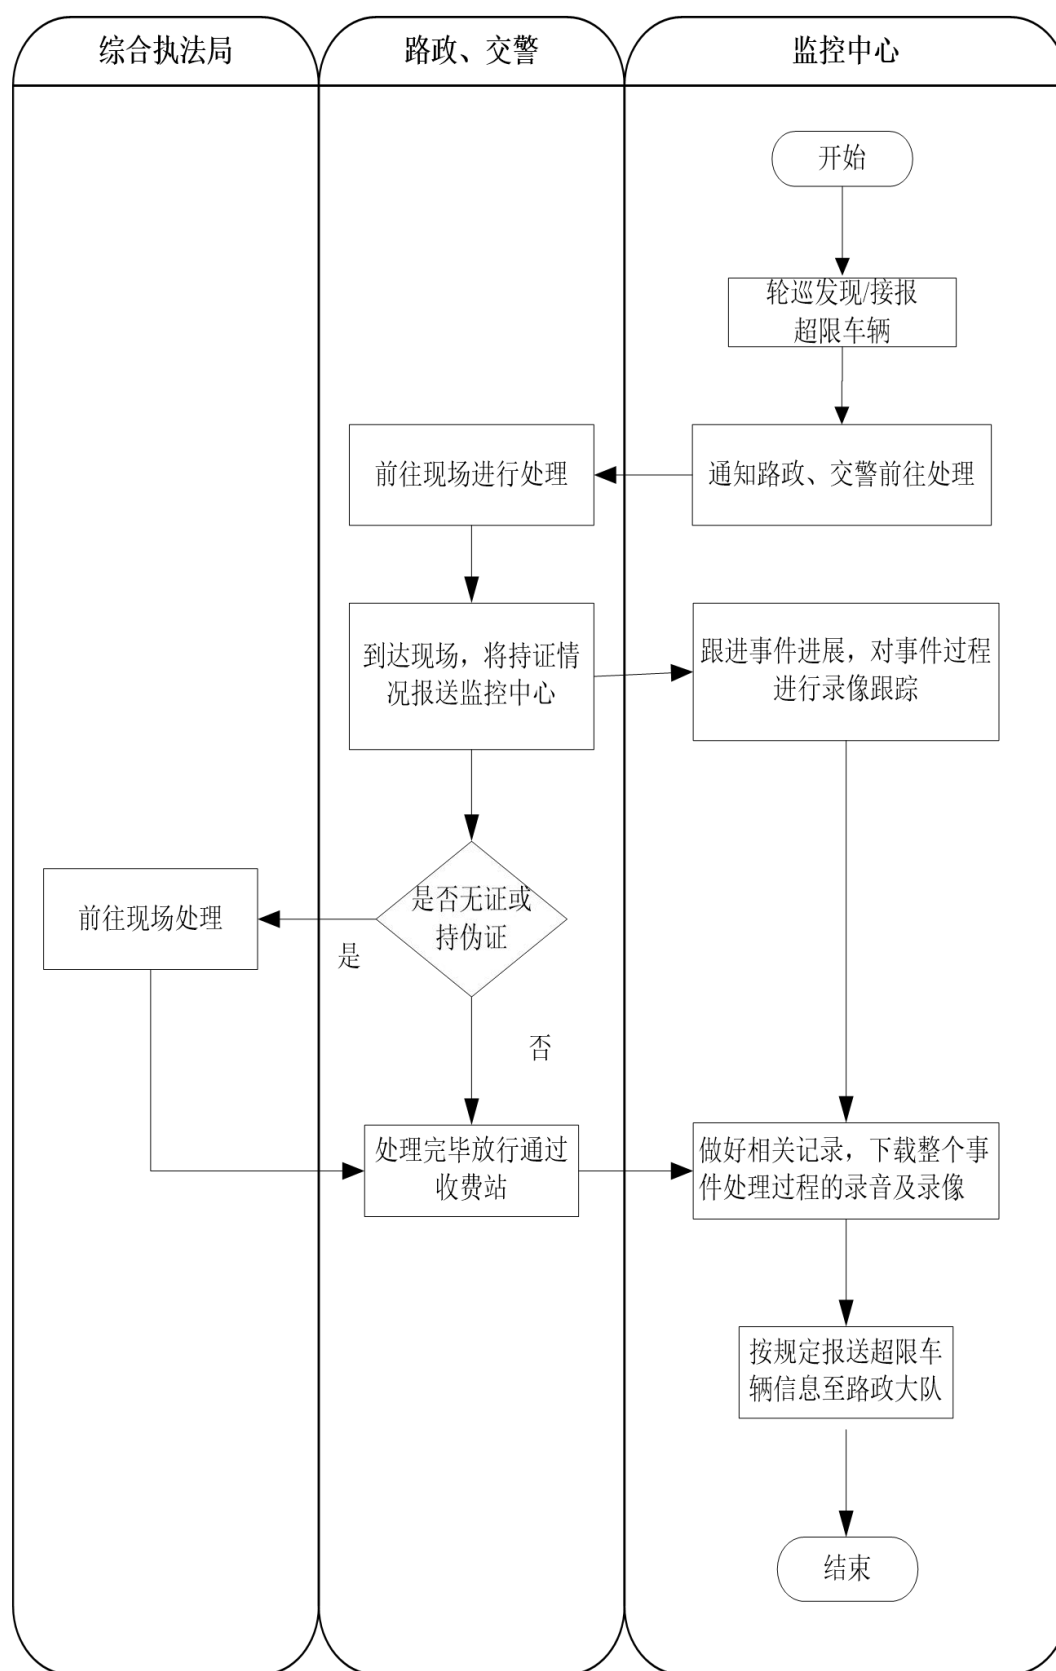 综合执法局
路政、交警
监控中心
开始
轮巡发现/接报
超限车辆
前往现场进行处理
通知路政、交警前往处理
到达现场，将持证情
况报送监控中心
跟进事件进展，对事件过程
进行录像跟踪
前往现场处理
是否无证或
持伪证
是
否
处理完毕放行通过
收费站
做好相关记录，下载整个事
件处理过程的录音及录像
按规定报送超限车
辆信息至路政大队
结束